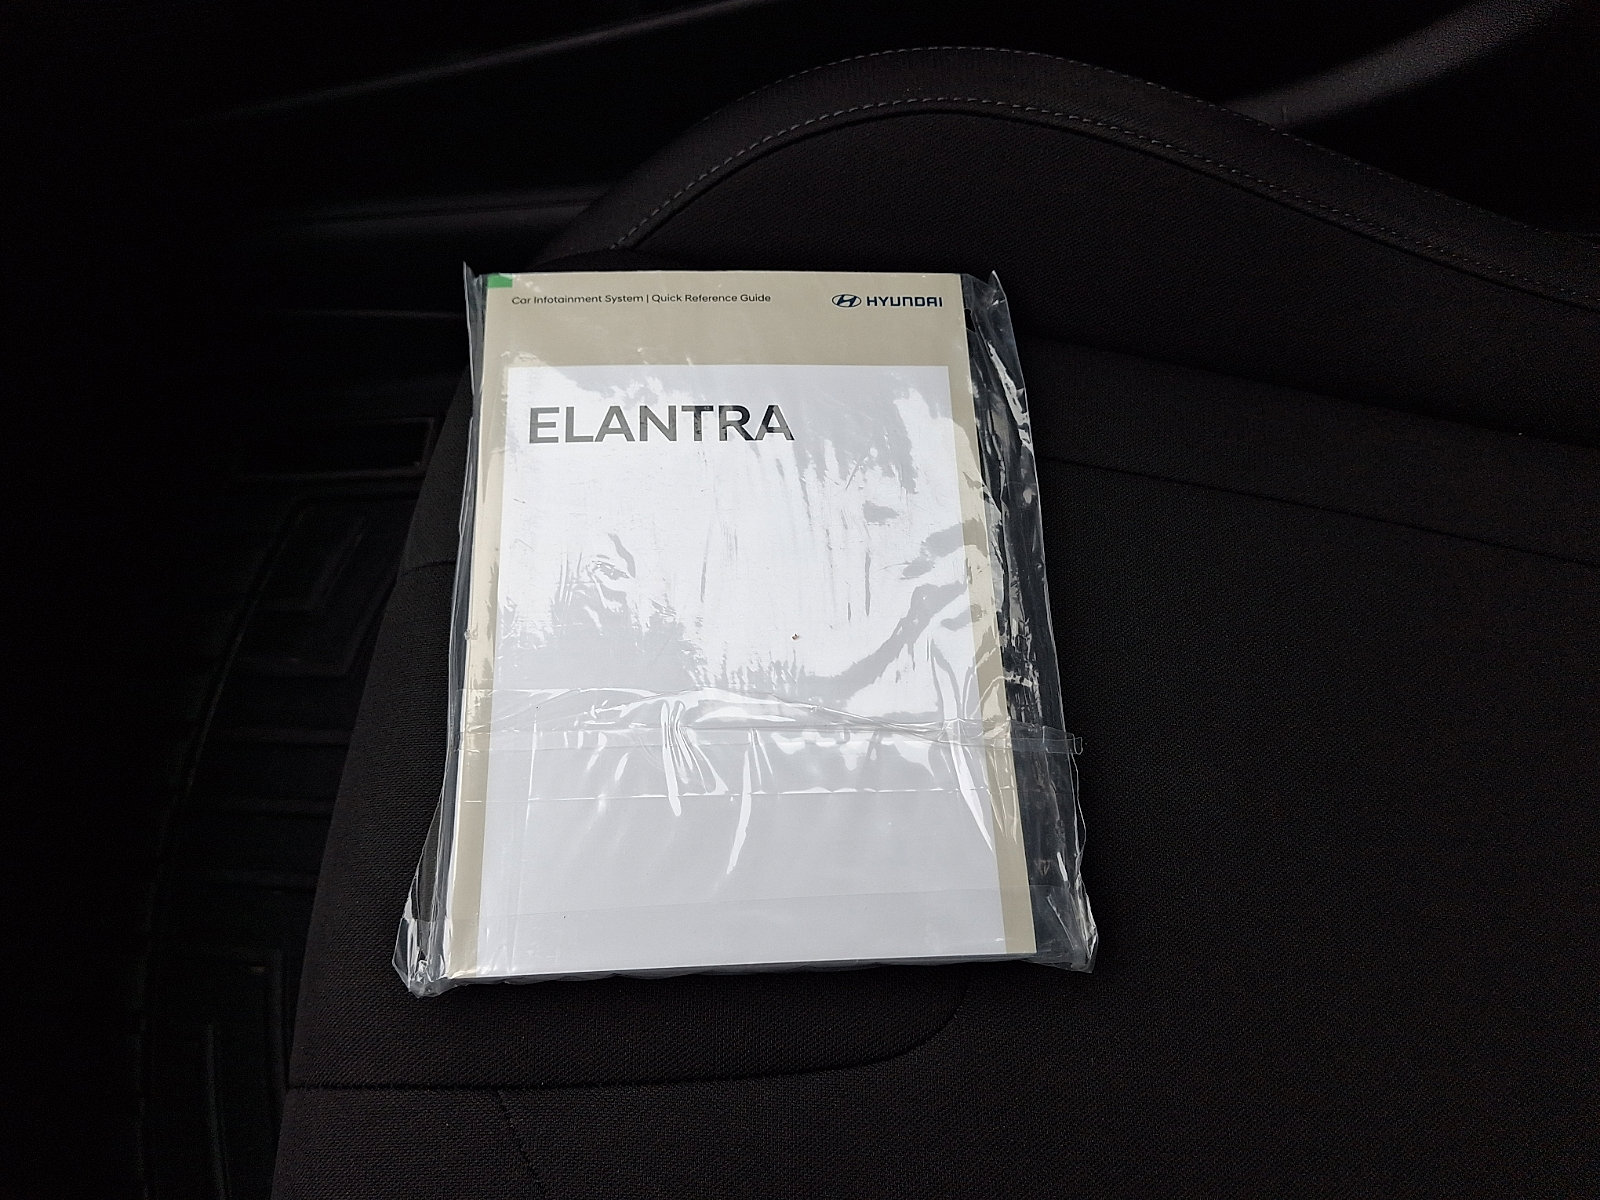 Car Infotainment System | Quick Reference Guide
HYUNDAI
ELANTRA